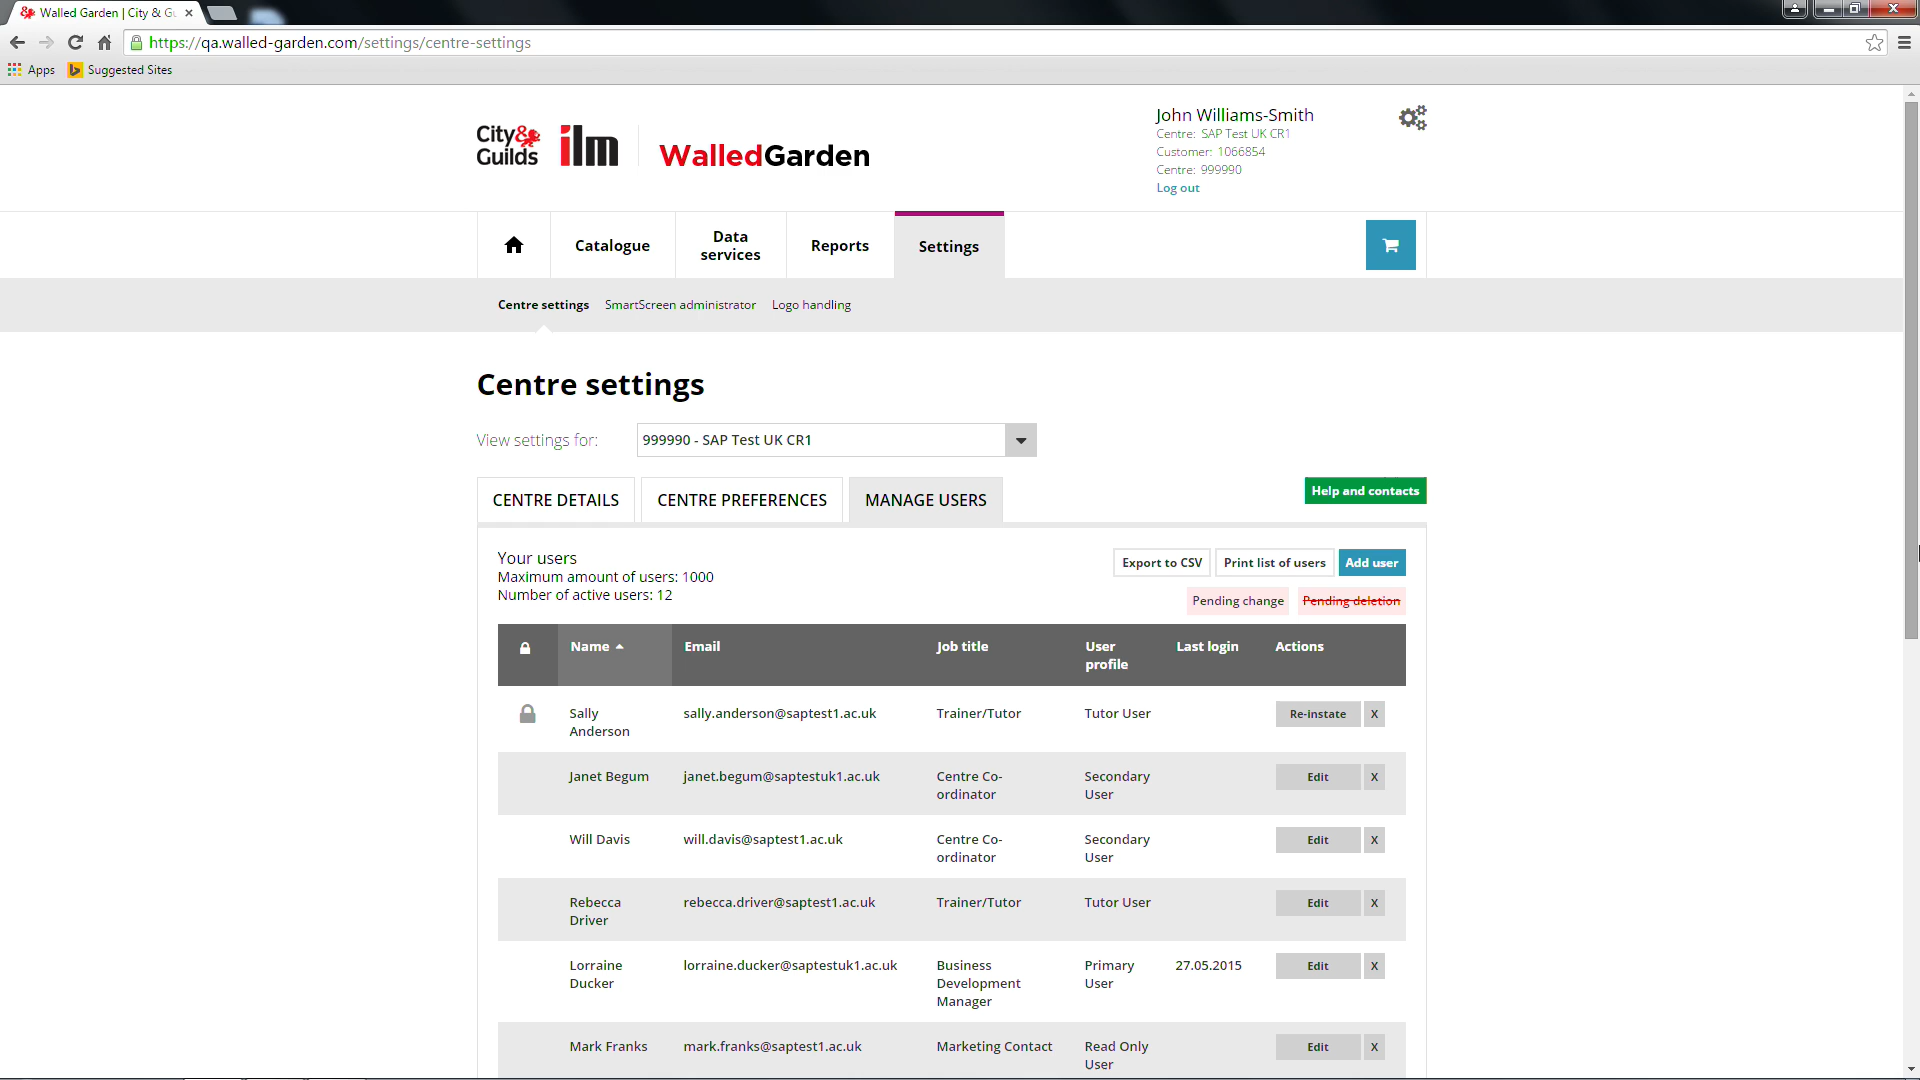 Walled Garden | City & Gu
https://qa.walled-garden.com/settings/centre-settings
Apps
Suggested Sites
City& Guilds
ilm
WalledGarden
John Williams-Smith
Centre: SAP Test UK CR1
Customer: 1066854
Centre: 999990
Log out
Catalogue
Data services
Reports
Settings
Centre settings
SmartScreen administrator
Logo handling
Centre settings
View settings for:
999990 - SAP Test UK CR1
CENTRE DETAILS
CENTRE PREFERENCES
MANAGE USERS
Help and contacts
Your users
Maximum amount of users: 1000
Number of active users: 12
Export to CSV
Print list of users
Add user
Pending change
Pending deletion
Name Email Job title User profile Last login Actions
Sally Anderson sally.anderson@saptest1.ac.uk Trainer/Tutor Tutor User Re-instate X
Janet Begum janet.begum@saptestuk1.ac.uk Centre Co-ordinator Secondary User Edit X
Will Davis will.davis@saptest1.ac.uk Centre Co-ordinator Secondary User Edit X
Rebecca Driver rebecca.driver@saptest1.ac.uk Trainer/Tutor Tutor User Edit X
Lorraine Ducker lorraine.ducker@saptestuk1.ac.uk Business Development Manager Primary User 27.05.2015 Edit X
Mark Franks mark.franks@saptest1.ac.uk Marketing Contact Read Only User Edit X